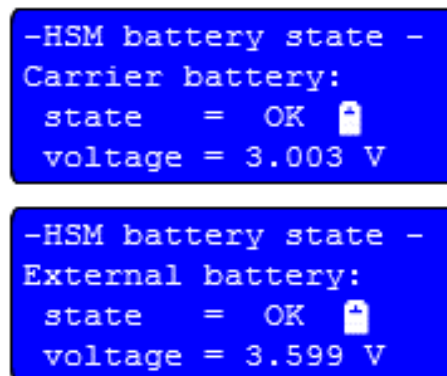 -HSM battery state -
Carrier battery:
state = OK
voltage = 3.003 V
-HSM battery state -
External battery:
state = OK
voltage = 3.599 V